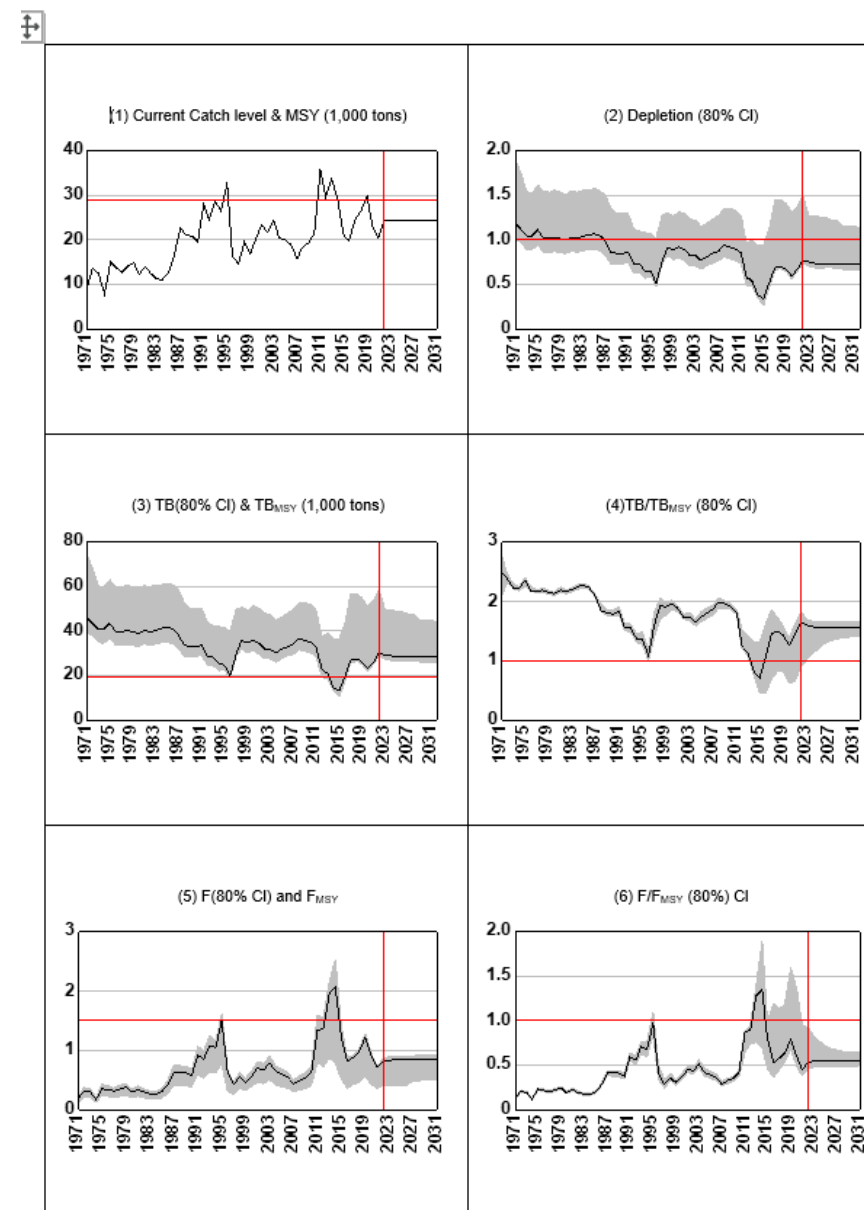 (1) Current Catch level & MSY (1,000 tons)
40
30
20
10
0
1971 1975 1979 1983 1987 1991 1995 1999 2003 2007 2011 2015 2019 2023 2027 2031
(2) Depletion (80% CI)
2.0
1.5
1.0
0.5
0
1971 1975 1979 1983 1987 1991 1995 1999 2003 2007 2011 2015 2019 2023 2027 2031
(3) TB(80% CI) & TBMSY (1,000 tons)
80
60
40
20
0
1971 1975 1979 1983 1987 1991 1995 1999 2003 2007 2011 2015 2019 2023 2027 2031
(4)TB/TBMSY (80% CI)
3
2
1
0
1971 1975 1979 1983 1987 1991 1995 1999 2003 2007 2011 2015 2019 2023 2027 2031
(5) F(80% CI) and FMSY
3
2
1
0
1971 1975 1979 1983 1987 1991 1995 1999 2003 2007 2011 2015 2019 2023 2027 2031
(6) F/FMSY (80%) CI
2.0
1.5
1.0
0.5
0
1971 1975 1979 1983 1987 1991 1995 1999 2003 2007 2011 2015 2019 2023 2027 2031